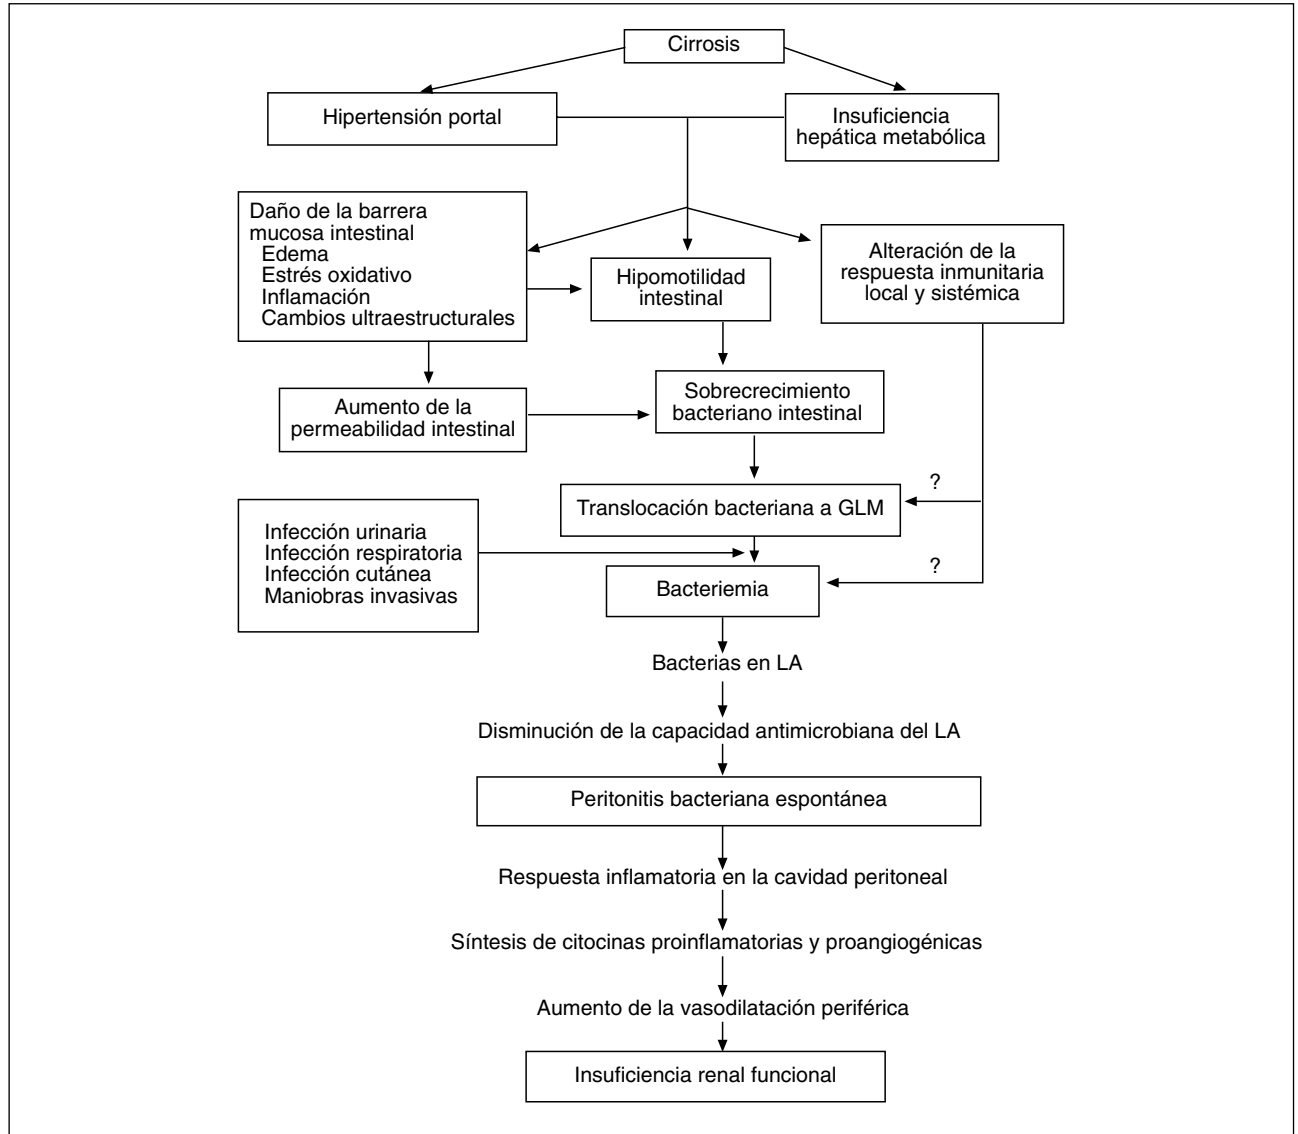 Cirrosis
Hipertensión portal
Insuficiencia
hepática metabólica
Daño de la barrera
mucosa intestinal
Edema
Estrés oxidativo
Inflamación
Cambios ultraestructurales
Hipomotilidad
intestinal
Alteración de la
respuesta inmunitaria
local y sistémica
Aumento de la
permeabilidad intestinal
Sobrecrecimiento
bacteriano intestinal
?
Translocación bacteriana a GLM
Infección urinaria
Infección respiratoria
Infección cutánea
Maniobras invasivas
?
Bacteriemia
Bacterias en LA
Disminución de la capacidad antimicrobiana del LA
Peritonitis bacteriana espontánea
Respuesta inflamatoria en la cavidad peritoneal
Síntesis de citocinas proinflamatorias y proangiogénicas
Aumento de la vasodilatación periférica
Insuficiencia renal funcional